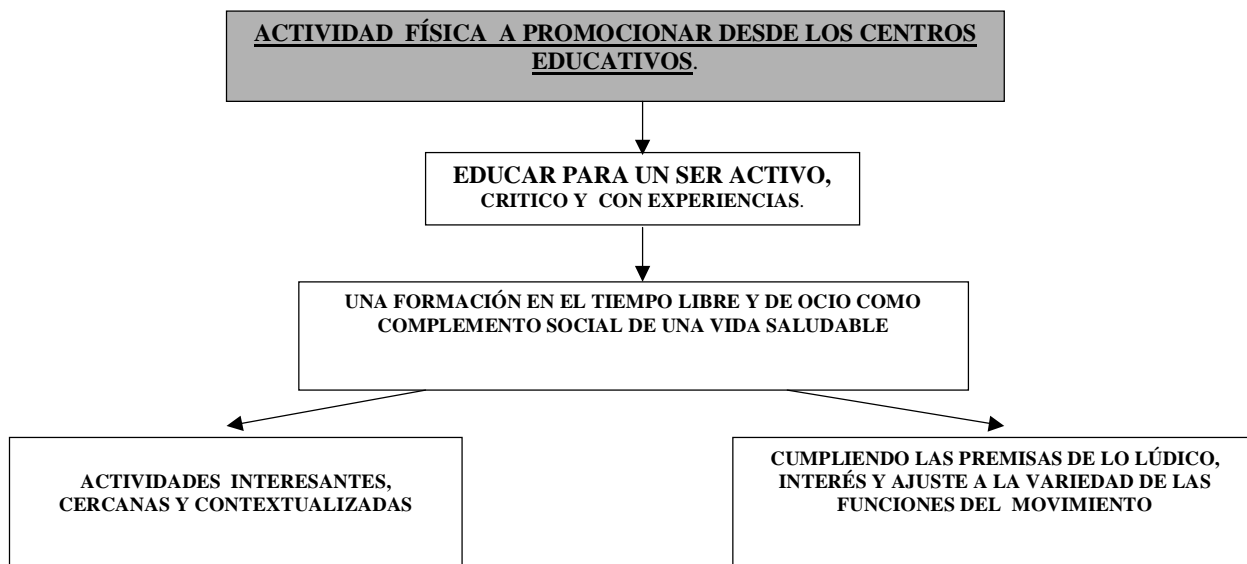 ACTIVIDAD FÍSICA A PROMOCIONAR DESDE LOS CENTROS
EDUCATIVOS.
EDUCAR PARA UN SER ACTIVO,
CRITICO Y CON EXPERIENCIAS.
UNA FORMACIÓN EN EL TIEMPO LIBRE Y DE OCIO COMO
COMPLEMENTO SOCIAL DE UNA VIDA SALUDABLE
ACTIVIDADES INTERESANTES,
CERCANAS Y CONTEXTUALIZADAS
CUMPLIENDO LAS PREMISAS DE LO LÚDICO,
INTERÉS Y AJUSTE A LA VARIEDAD DE LAS
FUNCIONES DEL MOVIMIENTO